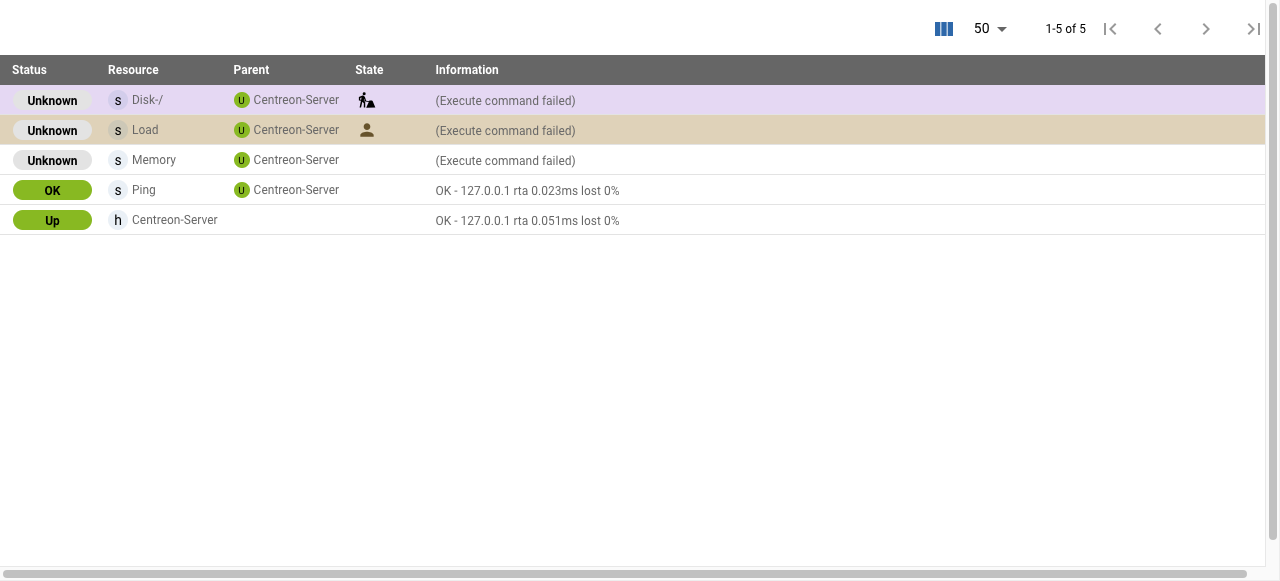 50 1-5 of 5
Status Resource Parent State Information
Unknown s Disk-/ U Centreon-Server (Execute command failed)
Unknown s Load U Centreon-Server (Execute command failed)
Unknown s Memory U Centreon-Server (Execute command failed)
OK s Ping U Centreon-Server OK - 127.0.0.1 rta 0.023ms lost 0%
Up h Centreon-Server OK - 127.0.0.1 rta 0.051ms lost 0%